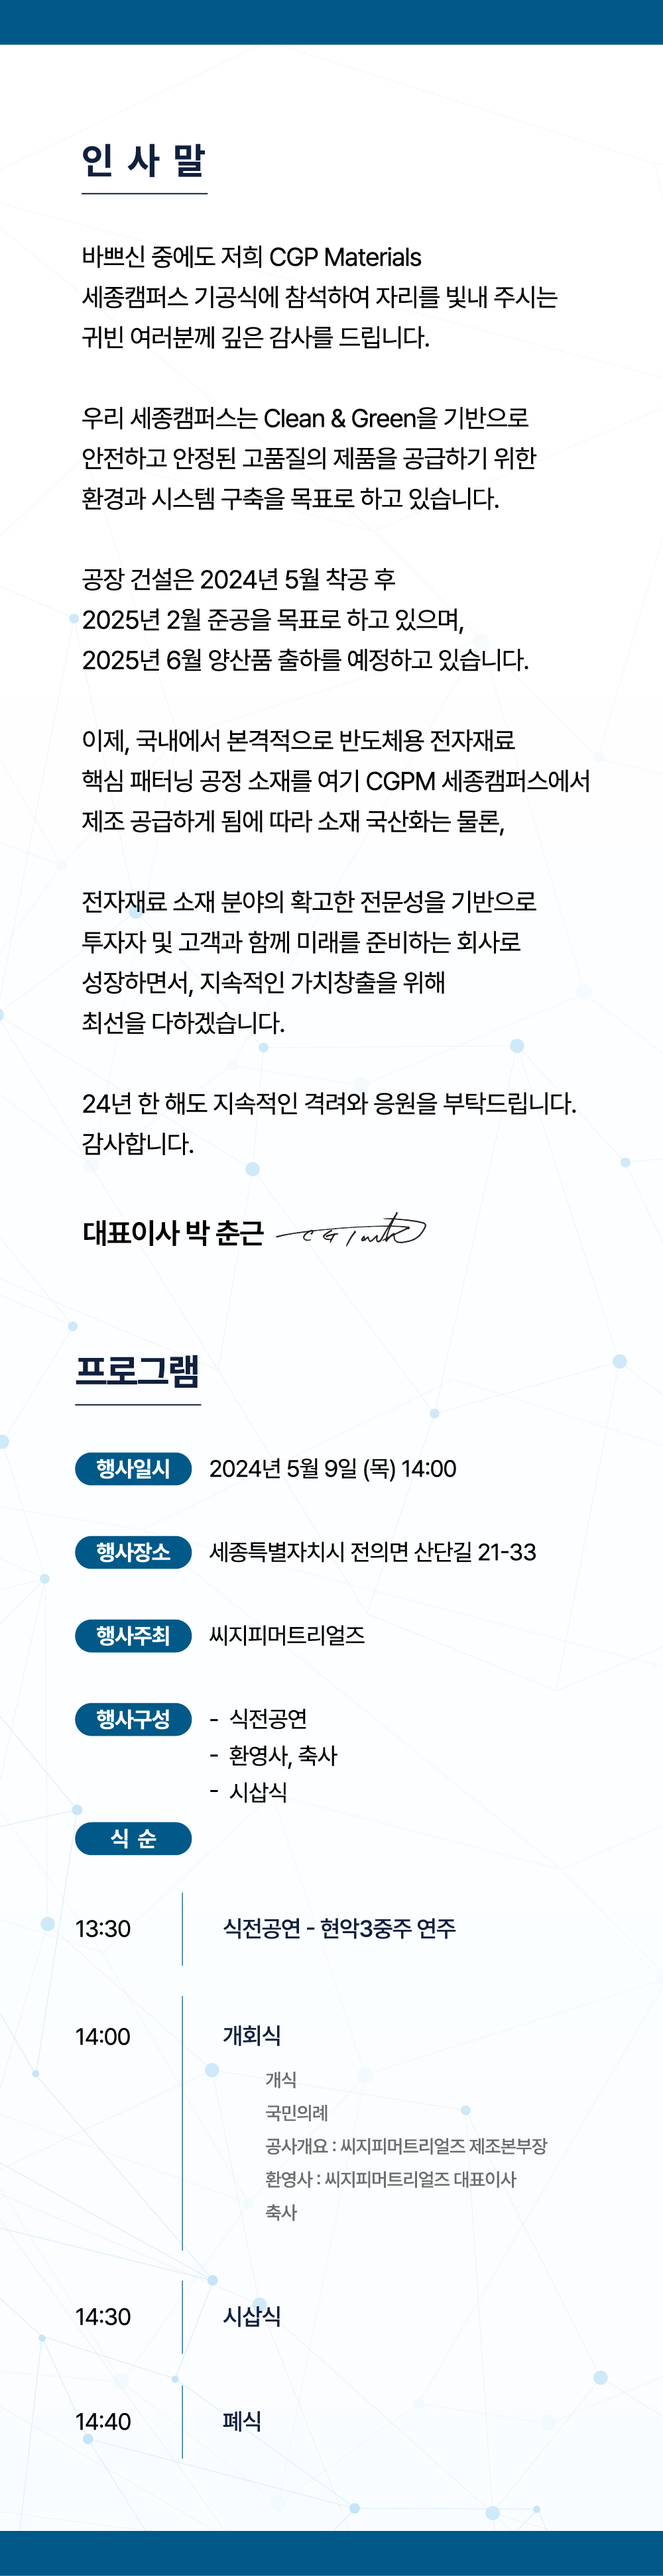 인 사 말
바쁘신 중에도 저희 CGP Materials
세종캠퍼스 기공식에 참석하여 자리를 빛내 주시는
귀빈 여러분께 깊은 감사를 드립니다.
우리 세종캠퍼스는 Clean & Green을 기반으로
안전하고 안정된 고품질의 제품을 공급하기 위한
환경과 시스템 구축을 목표로 하고 있습니다.
공장 건설은 2024년 5월 착공 후
2025년 2월 준공을 목표로 하고 있으며,
2025년 6월 양산품 출하를 예정하고 있습니다.
이제, 국내에서 본격적으로 반도체용 전자재료
핵심 패터닝 공정 소재를 여기 CGPM 세종캠퍼스에서
제조 공급하게 됨에 따라 소재 국산화는 물론,
전자재료 소재 분야의 확고한 전문성을 기반으로
투자자 및 고객과 함께 미래를 준비하는 회사로
성장하면서, 지속적인 가치창출을 위해
최선을 다하겠습니다.
24년 한 해도 지속적인 격려와 응원을 부탁드립니다.
감사합니다.
대표이사 박 춘근
프로그램
행사일시 2024년 5월 9일 (목) 14:00
행사장소 세종특별자치시 전의면 산단길 21-33
행사주최 씨지피머트리얼즈
행사구성 - 식전공연
- 환영사, 축사
- 시삽식
식 순
13:30 식전공연 - 현악3중주 연주
14:00 개회식
개식
국민의례
공사개요 : 씨지피머트리얼즈 제조본부장
환영사 : 씨지피머트리얼즈 대표이사
축사
14:30 시삽식
14:40 폐식